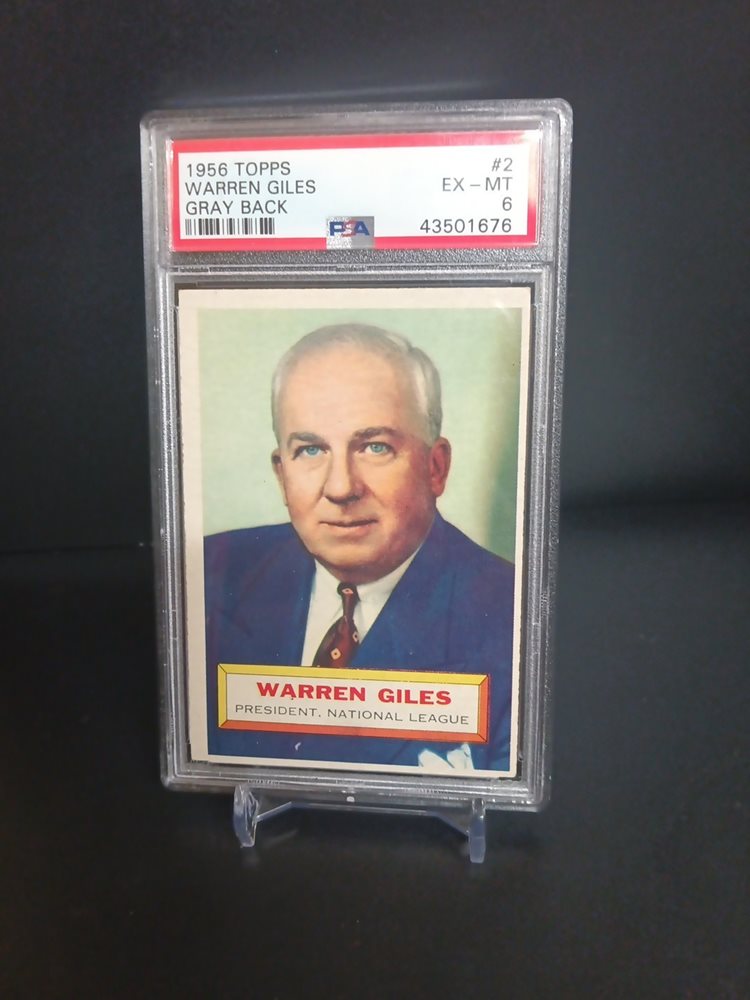 1956 TOPPS #2
WARREN GILES EX – MT
GRAY BACK 6
PSA 43501676
WARREN GILES
PRESIDENT, NATIONAL LEAGUE